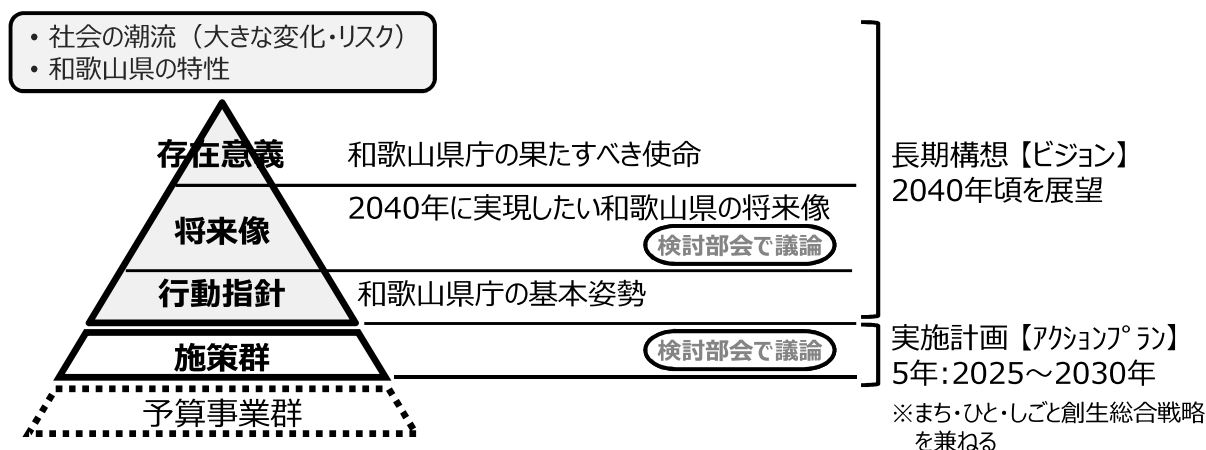 ・社会の潮流（大きな変化・リスク）
・和歌山県の特性
存在意義 和歌山県庁の果たすべき使命
将来像 2040年に実現したい和歌山県の将来像
検討部会で議論
行動指針 和歌山県庁の基本姿勢
長期構想【ビジョン】
2040年頃を展望
施策群 検討部会で議論
予算事業群
実施計画【アクションプラン】
5年:2025～2030年
※まち・ひと・しごと創生総合戦略
を兼ねる